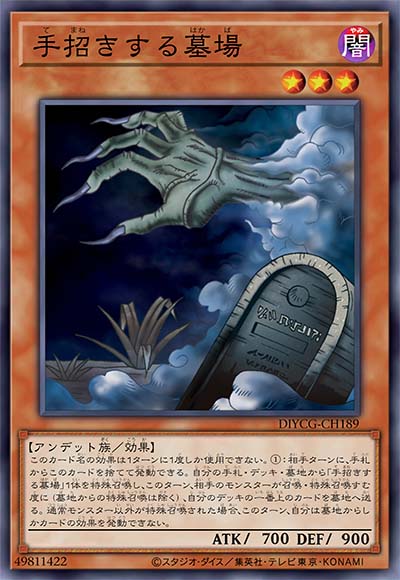 手招きする墓場
闇
DIYCG-CH189
【アンデット族／効果】
このカード名の効果は1ターンに1度しか使用できない。①：相手ターンに、手札
からこのカードを捨てて発動できる。自分の手札・デッキ・墓地から「手招き
する墓場」1体を特殊召喚し、このターン、相手のモンスターが召喚・特殊召喚する
度に（墓地からの特殊召喚は除く）、自分のデッキの一番上のカードを墓地へ送
る。通常モンスター以外が特殊召喚された場合、このターン、自分は墓地からし
かカードの効果を発動できない。
ATK/ 700 DEF/ 900
49811422
©スタジオ・ダイス／集英社・テレビ東京・KONAMI